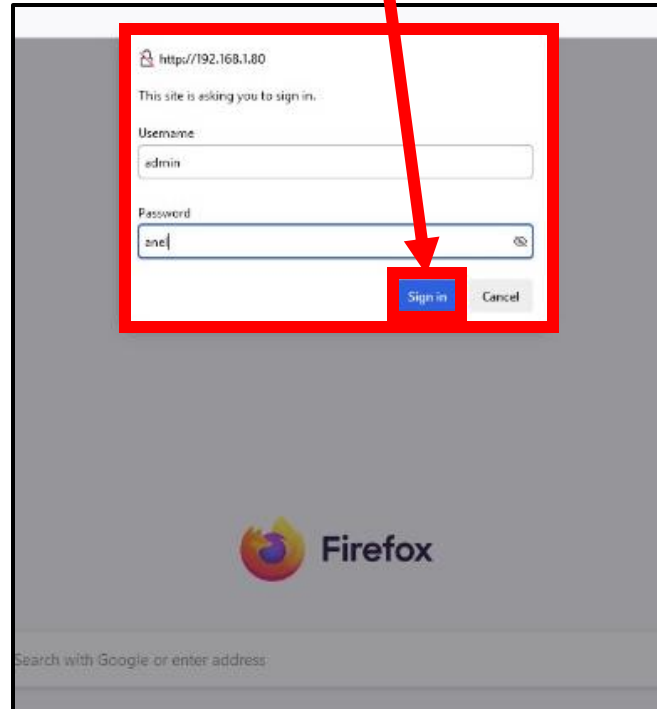 http://192.168.1.80
This site is asking you to sign in.
Username
admin
Password
anel
Sign in
Cancel
Firefox
Search with Google or enter address